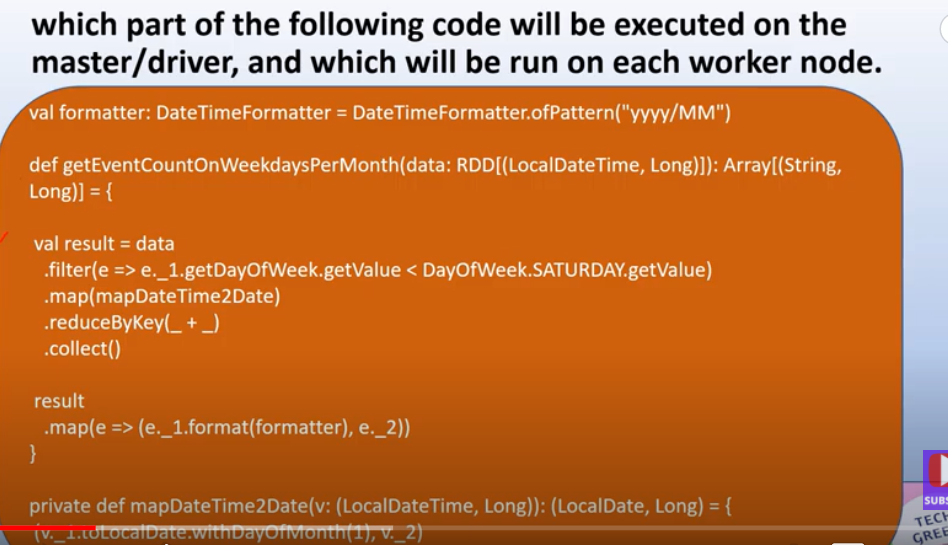 which part of the following code will be executed on the
master/driver, and which will be run on each worker node.
val formatter: DateTimeFormatter = DateTimeFormatter.ofPattern("yyyy/MM")
def getEventCountOnWeekdaysPerMonth(data: RDD[(LocalDateTime, Long)]): Array[(String,
Long)] = {
val result = data
.filter(e => e._1.getDayOfWeek.getValue < DayOfWeek.SATURDAY.getValue)
.map(mapDateTime2Date)
.reduceByKey(_ + _)
.collect()
result
.map(e => (e._1.format(formatter), e._2))
}
private def mapDateTime2Date(v: (LocalDateTime, Long)): (LocalDate, Long) = {
(v._1.toLocalDate.withDayOfMonth(1), v._2)
SUBS
TECH
GREE